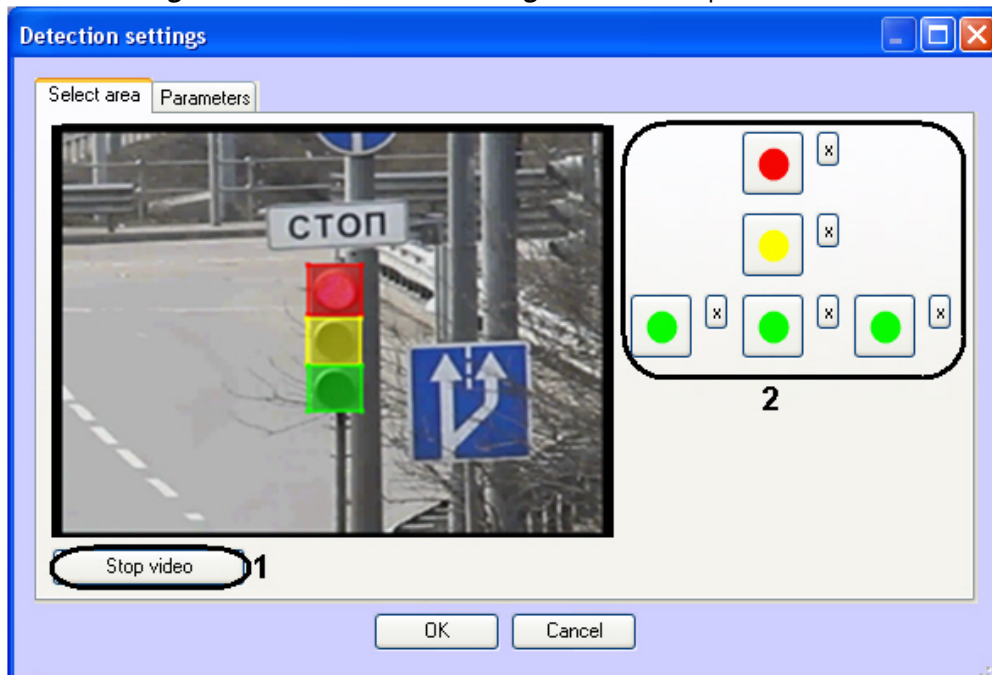 Detection settings
Select area Parameters
СТОП
x
x
x x x
2
Stop video 1
OK Cancel